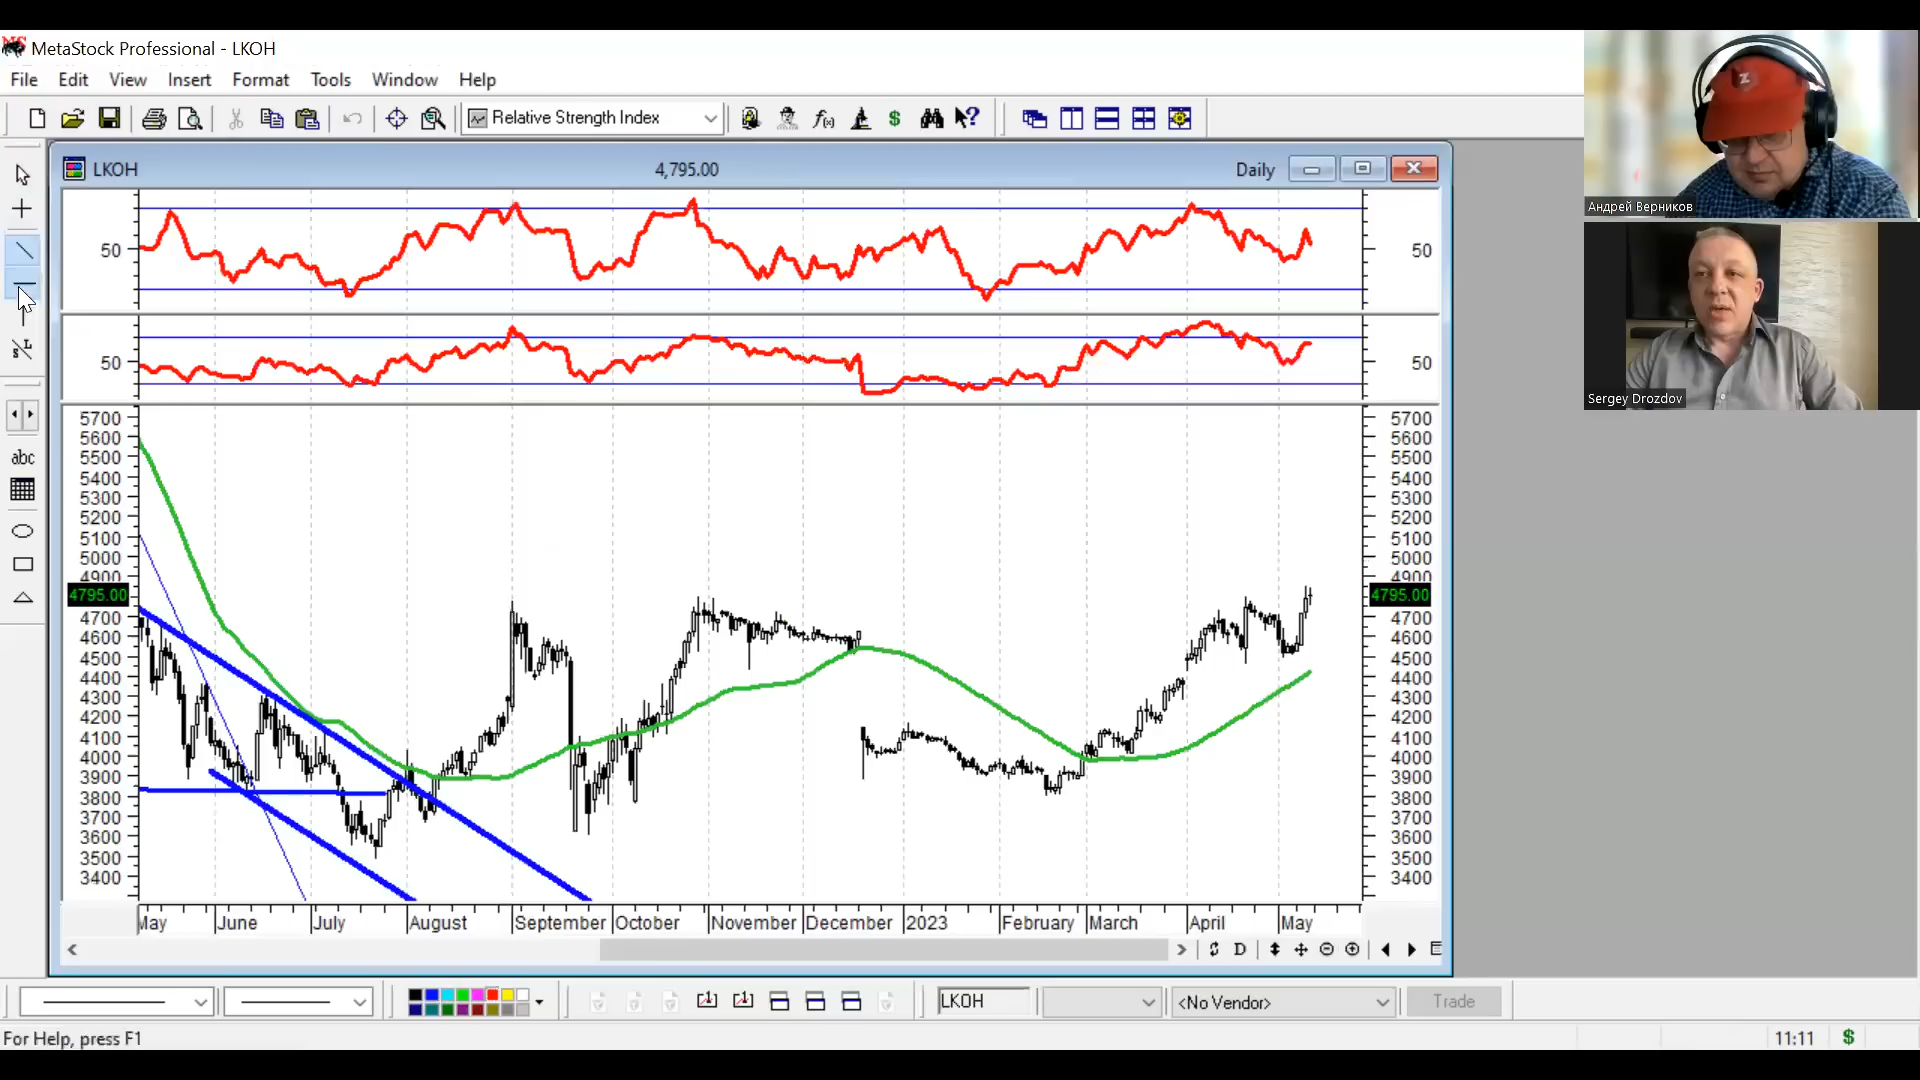 MetaStock Professional - LKOH
File Edit View Insert Format Tools Window Help
Relative Strength Index
LKOH 4,795.00 Daily
50 50
50 50
5700 5700
5600 5600
5500 5500
5400 5400
5300 5300
5200 5200
5100 5100
5000 5000
4900 4900
4795.00 4795.00
4700 4700
4600 4600
4500 4500
4400 4400
4300 4300
4200 4200
4100 4100
4000 4000
3900 3900
3800 3800
3700 3700
3600 3600
3500 3500
3400 3400
May June July August September October November December 2023 February March April May
abc
D
LKOH <No Vendor> Trade
For Help, press F1 11:11 $
Андрей Верников
Sergey Drozdov